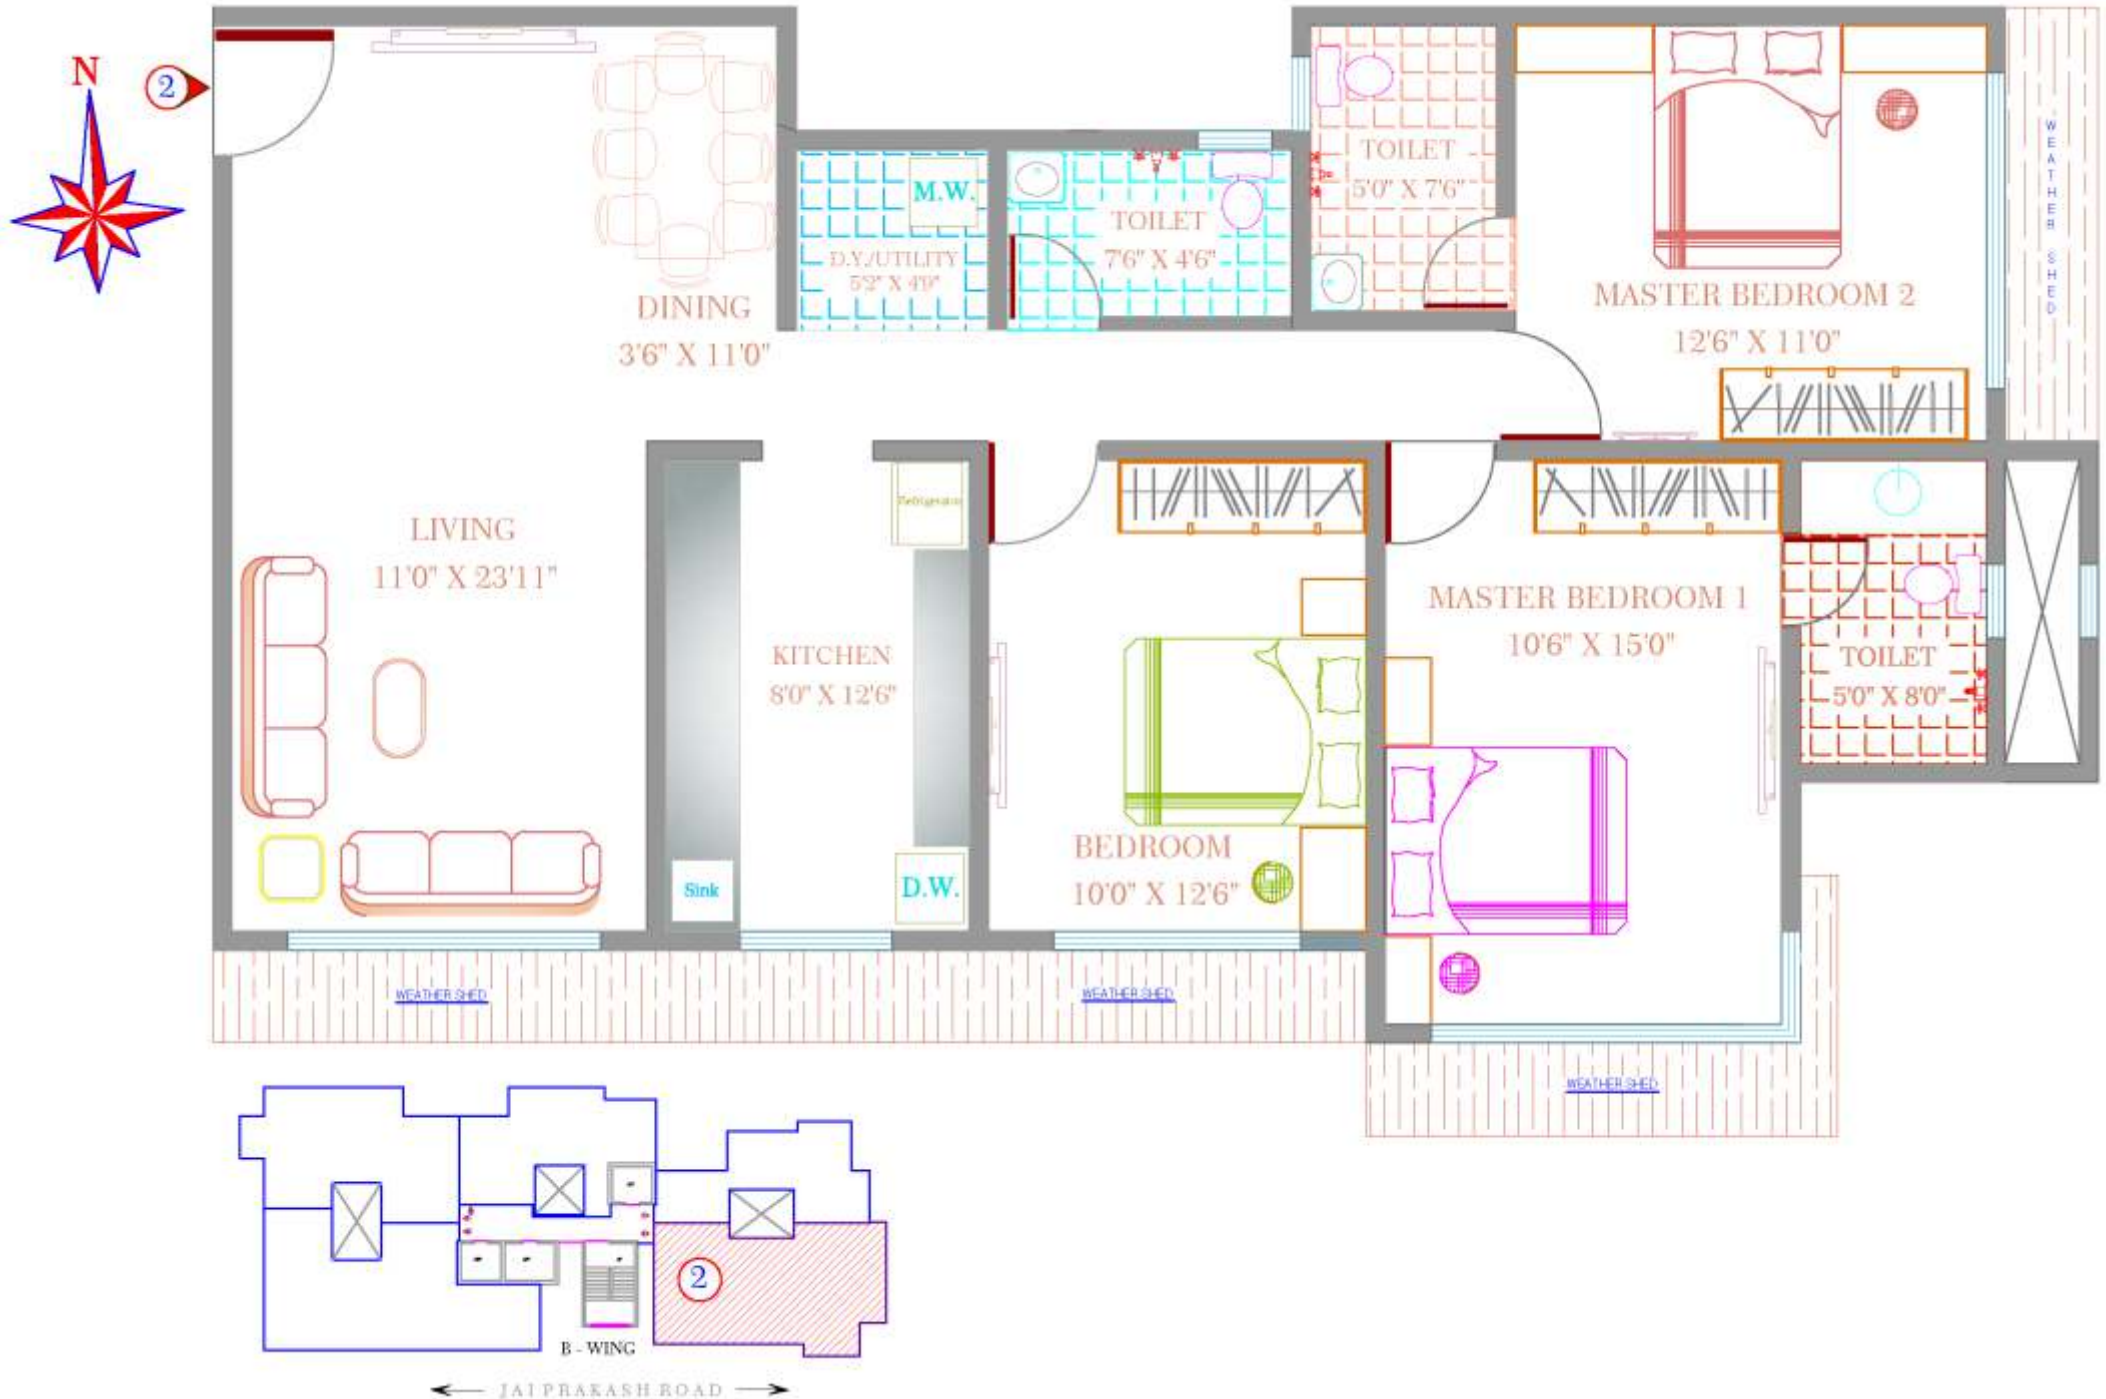 N
2
M.W.
D.Y./UTILITY
5'2" X 4'9"
TOILET
7'6" X 4'6"
TOILET
5'0" X 7'6"
MASTER BEDROOM 2
12'6" X 11'0"
WEATHER SHED
DINING
3'6" X 11'0"
LIVING
11'0" X 23'11"
Refrigerator
KITCHEN
8'0" X 12'6"
Sink
D.W.
BEDROOM
10'0" X 12'6"
MASTER BEDROOM 1
10'6" X 15'0"
TOILET
5'0" X 8'0"
WEATHER SHED
WEATHER SHED
WEATHER SHED
2
B - WING
JAI PRAKASH ROAD